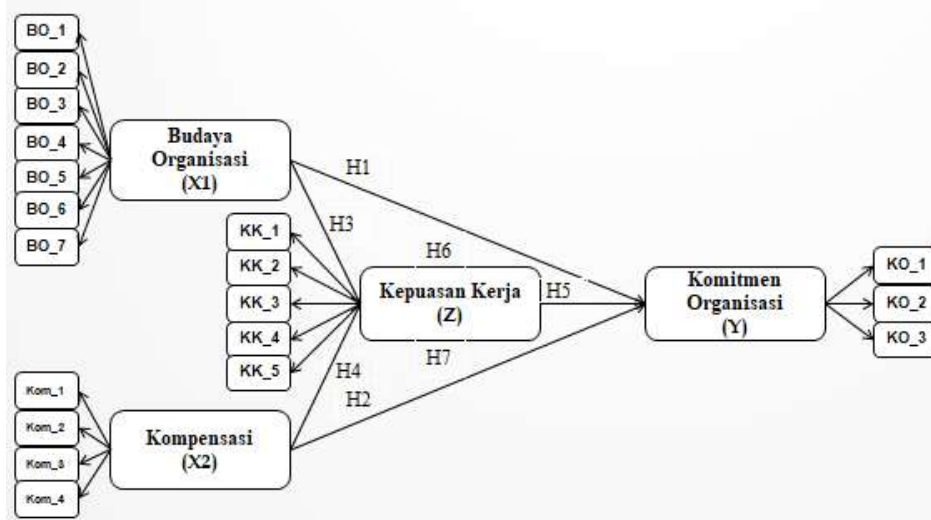 BO_1
BO_2
BO_3
BO_4
BO_5
BO_6
BO_7
Budaya
Organisasi
(X1)
H1
H3
H6
KK_1
KK_2
KK_3
KK_4
KK_5
Kepuasan Kerja
(Z)
H5
Komitmen
Organisasi
(Y)
KO_1
KO_2
KO_3
H7
H4
H2
Kom_1
Kom_2
Kom_3
Kom_4
Kompensasi
(X2)